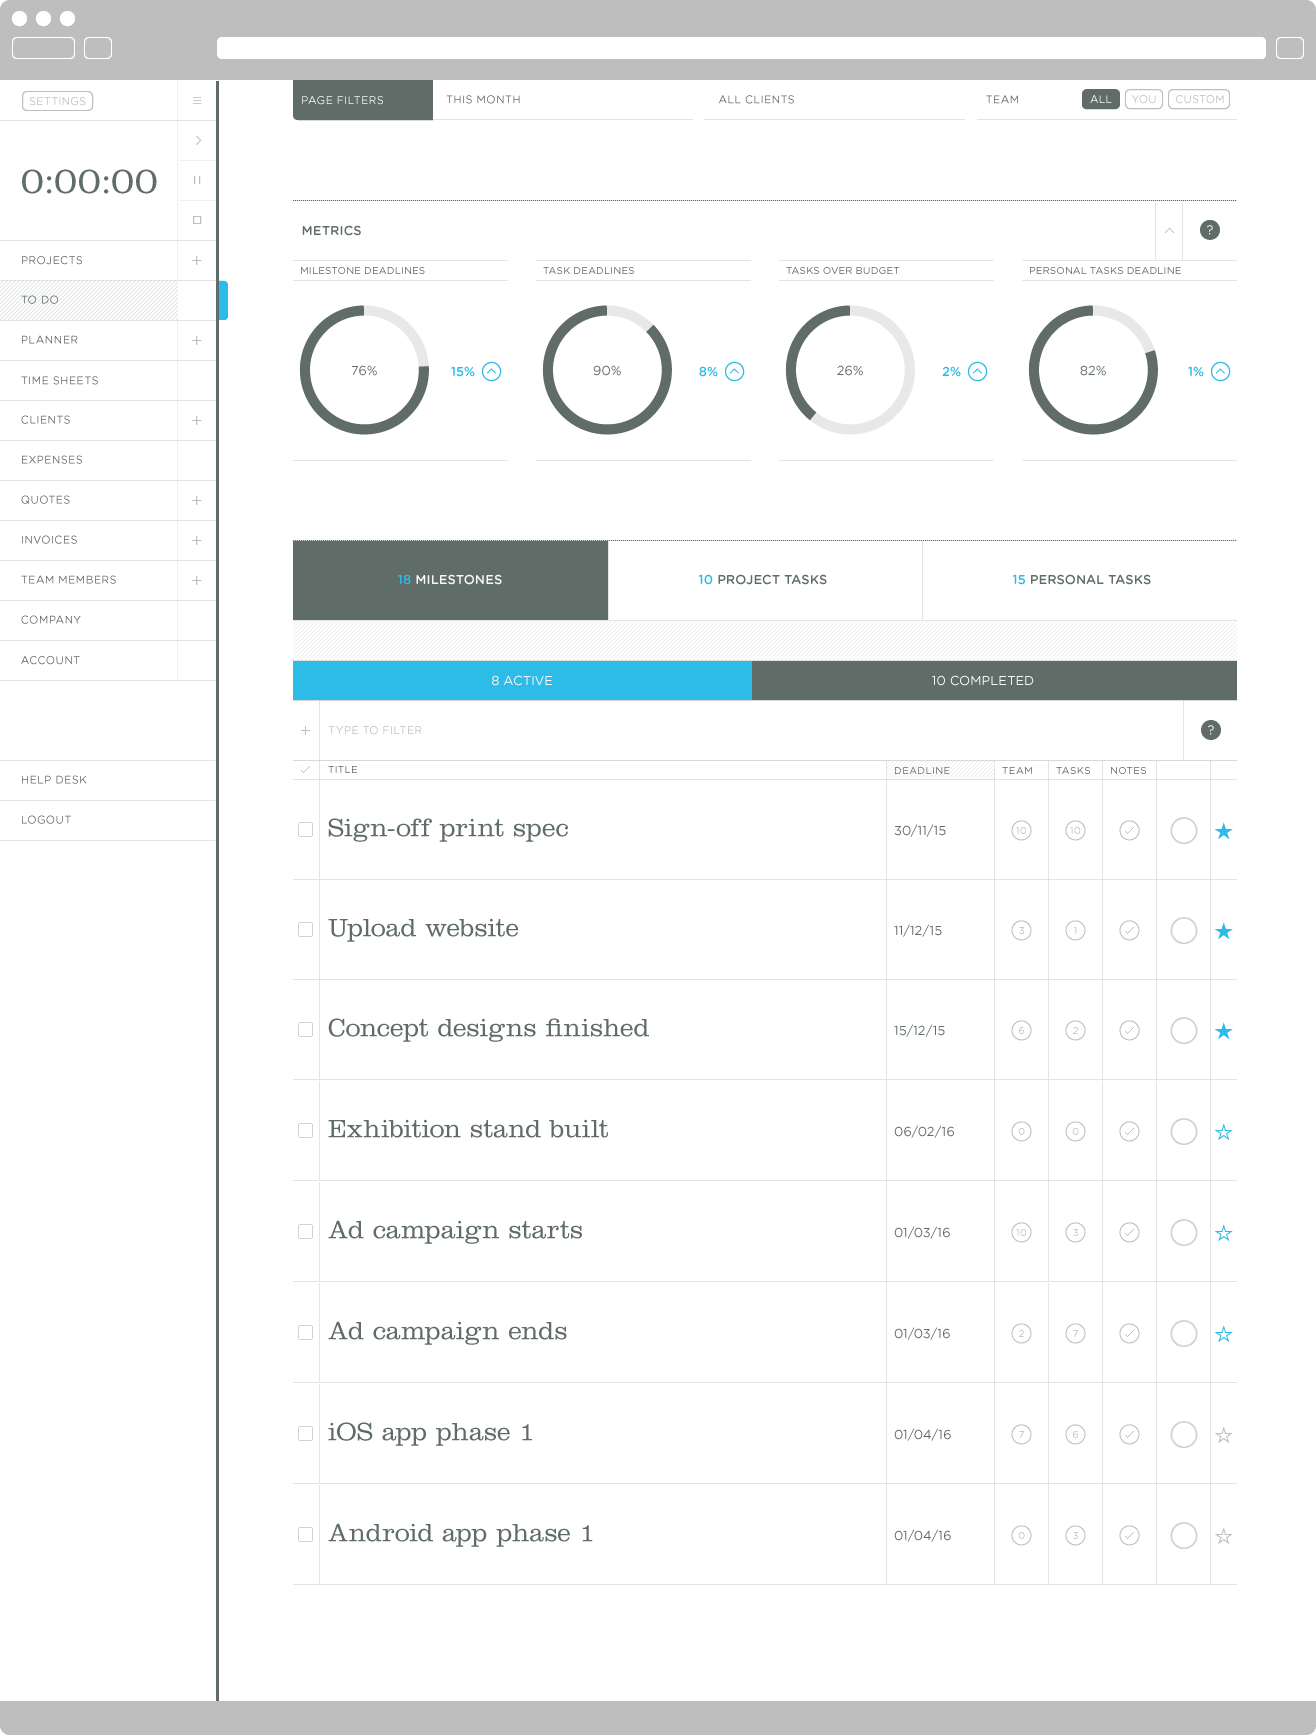 SETTINGS
0:00:00
PROJECTS
TO DO
PLANNER
TIME SHEETS
CLIENTS
EXPENSES
QUOTES
INVOICES
TEAM MEMBERS
COMPANY
ACCOUNT
HELP DESK
LOGOUT
PAGE FILTERS THIS MONTH ALL CLIENTS TEAM ALL YOU CUSTOM
METRICS ?
MILESTONE DEADLINES TASK DEADLINES TASKS OVER BUDGET PERSONAL TASKS DEADLINE
76% 15% 90% 8% 26% 2% 82% 1%
18 MILESTONES 10 PROJECT TASKS 15 PERSONAL TASKS
8 ACTIVE 10 COMPLETED
TYPE TO FILTER ?
TITLE DEADLINE TEAM TASKS NOTES
Sign-off print spec 30/11/15 10 10
Upload website 11/12/15 3 1
Concept designs finished 15/12/15 6 2
Exhibition stand built 06/02/16 0 0
Ad campaign starts 01/03/16 10 3
Ad campaign ends 01/03/16 2 7
iOS app phase 1 01/04/16 7 6
Android app phase 1 01/04/16 0 3